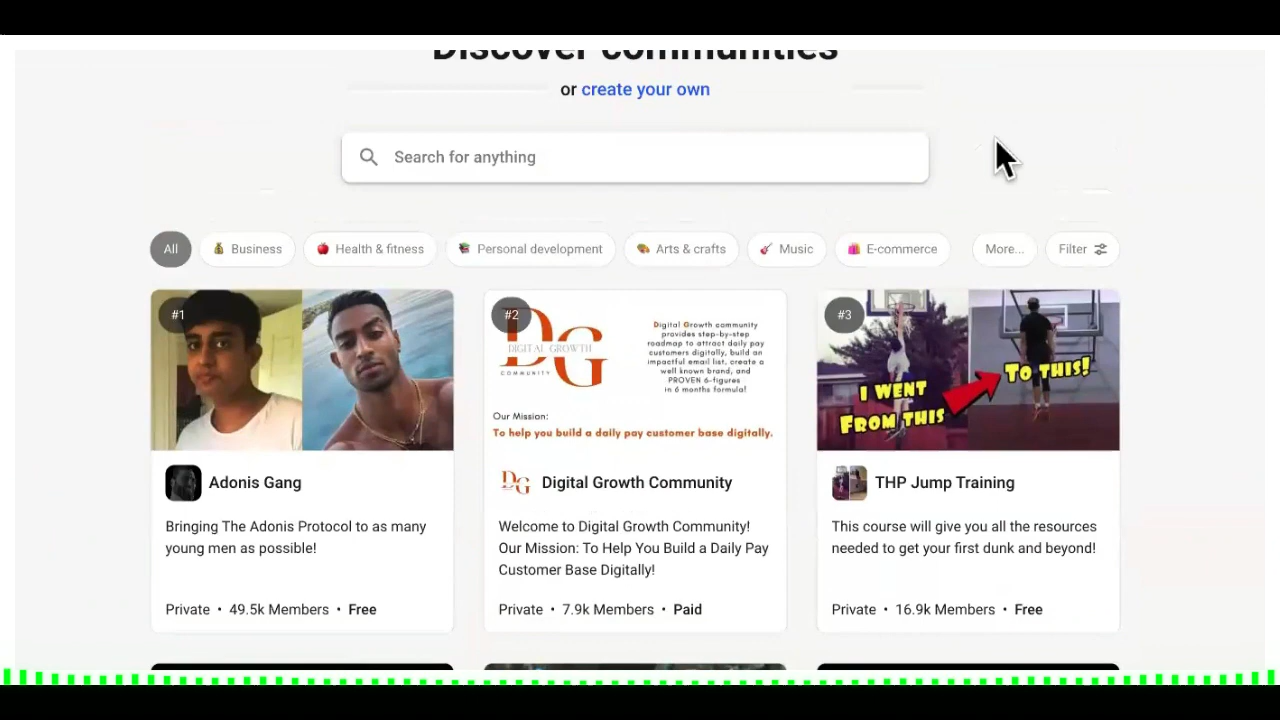 Discover communities
or create your own
Search for anything
All
Business
Health & fitness
Personal development
Arts & crafts
Music
E-commerce
More...
Filter
#1
Adonis Gang
Bringing The Adonis Protocol to as many
young men as possible!
Private • 49.5k Members • Free
#2
DG
DIGITAL GROWTH
COMMUNITY
Digital Growth community
provides step-by-step
roadmap to attract daily pay
customers digitally, build an
impactful email list, create a
well known brand, and
PROVEN 6-figures
in 6 months formula!
Our Mission:
To help you build a daily pay customer base digitally.
DG
Digital Growth Community
Welcome to Digital Growth Community!
Our Mission: To Help You Build a Daily Pay
Customer Base Digitally!
Private • 7.9k Members • Paid
#3
I WENT
FROM THIS
TO THIS!
THP Jump Training
This course will give you all the resources
needed to get your first dunk and beyond!
Private • 16.9k Members • Free